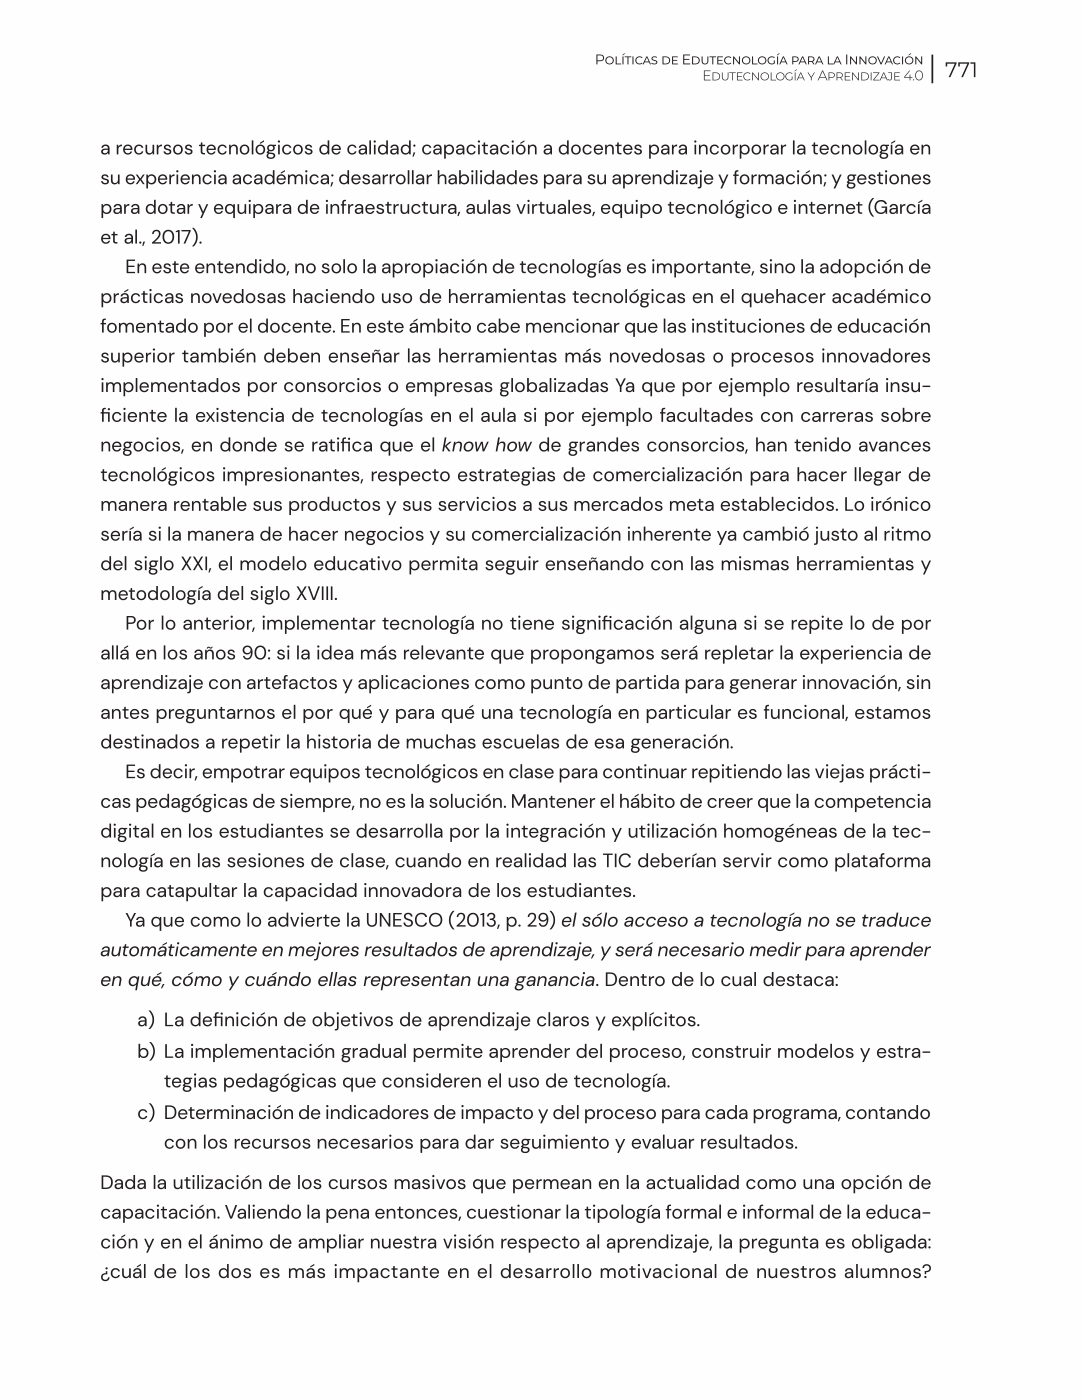 Políticas de Edutecnología para la Innovación
Edutecnología y Aprendizaje 4.0
771
a recursos tecnológicos de calidad; capacitación a docentes para incorporar la tecnología en
su experiencia académica; desarrollar habilidades para su aprendizaje y formación; y gestiones
para dotar y equipara de infraestructura, aulas virtuales, equipo tecnológico e internet (García
et al., 2017).
En este entendido, no solo la apropiación de tecnologías es importante, sino la adopción de
prácticas novedosas haciendo uso de herramientas tecnológicas en el quehacer académico
fomentado por el docente. En este ámbito cabe mencionar que las instituciones de educación
superior también deben enseñar las herramientas más novedosas o procesos innovadores
implementados por consorcios o empresas globalizadas Ya que por ejemplo resultaría insu-
ficiente la existencia de tecnologías en el aula si por ejemplo facultades con carreras sobre
negocios, en donde se ratifica que el know how de grandes consorcios, han tenido avances
tecnológicos impresionantes, respecto estrategias de comercialización para hacer llegar de
manera rentable sus productos y sus servicios a sus mercados meta establecidos. Lo irónico
sería si la manera de hacer negocios y su comercialización inherente ya cambió justo al ritmo
del siglo XXI, el modelo educativo permita seguir enseñando con las mismas herramientas y
metodología del siglo XVIII.
Por lo anterior, implementar tecnología no tiene significación alguna si se repite lo de por
allá en los años 90: si la idea más relevante que propongamos será repletar la experiencia de
aprendizaje con artefactos y aplicaciones como punto de partida para generar innovación, sin
antes preguntarnos el por qué y para qué una tecnología en particular es funcional, estamos
destinados a repetir la historia de muchas escuelas de esa generación.
Es decir, empotrar equipos tecnológicos en clase para continuar repitiendo las viejas prácti-
cas pedagógicas de siempre, no es la solución. Mantener el hábito de creer que la competencia
digital en los estudiantes se desarrolla por la integración y utilización homogéneas de la tec-
nología en las sesiones de clase, cuando en realidad las TIC deberían servir como plataforma
para catapultar la capacidad innovadora de los estudiantes.
Ya que como lo advierte la UNESCO (2013, p. 29) el sólo acceso a tecnología no se traduce
automáticamente en mejores resultados de aprendizaje, y será necesario medir para aprender
en qué, cómo y cuándo ellas representan una ganancia. Dentro de lo cual destaca:
a) La definición de objetivos de aprendizaje claros y explícitos.
b) La implementación gradual permite aprender del proceso, construir modelos y estra-
tegias pedagógicas que consideren el uso de tecnología.
c) Determinación de indicadores de impacto y del proceso para cada programa, contando
con los recursos necesarios para dar seguimiento y evaluar resultados.
Dada la utilización de los cursos masivos que permean en la actualidad como una opción de
capacitación. Valiendo la pena entonces, cuestionar la tipología formal e informal de la educa-
ción y en el ánimo de ampliar nuestra visión respecto al aprendizaje, la pregunta es obligada:
¿cuál de los dos es más impactante en el desarrollo motivacional de nuestros alumnos?